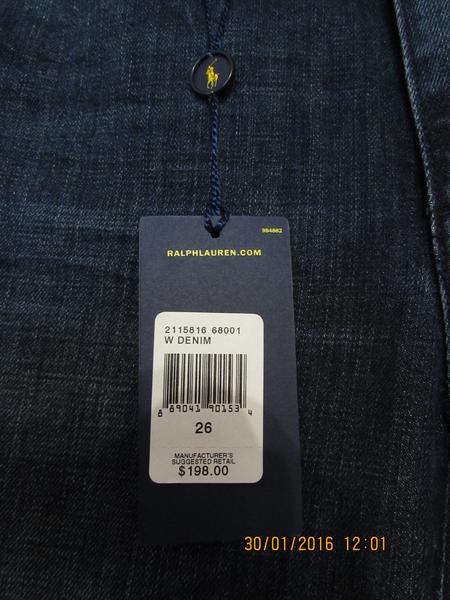 984882
RALPHLAUREN.COM
2115816 68001
W DENIM
8 89041 90153 4
26
MANUFACTURER'S
SUGGESTED RETAIL
$198.00
30/01/2016 12:01